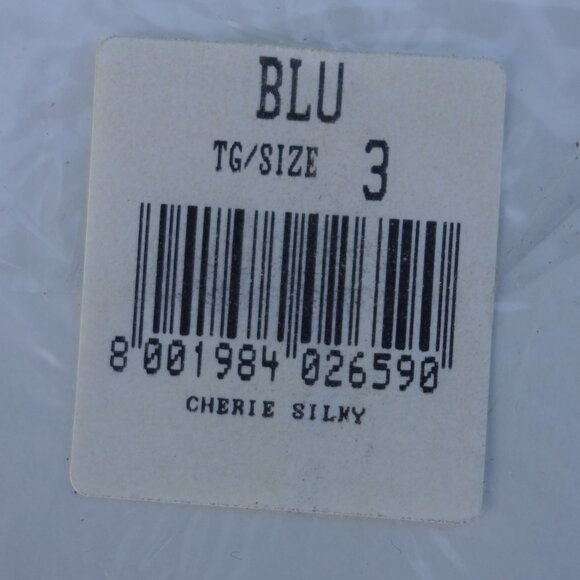 BLU
TG/SIZE 3
8 001984 026590
CHERIE SILKY